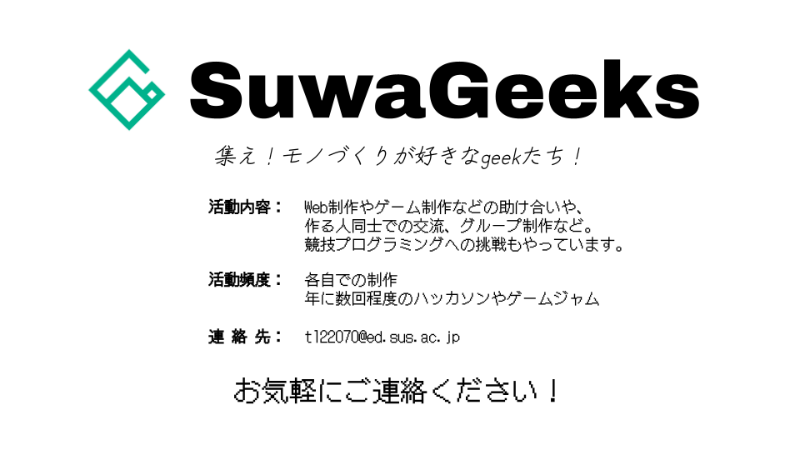 SuwaGeeks
集え！モノづくりが好きなgeekたち！
活動内容： Web制作やゲーム制作などの助け合いや、
作る人同士での交流、グループ制作など。
競技プログラミングへの挑戦もやっています。
活動頻度： 各自での制作
年に数回程度のハッカソンやゲームジャム
連 絡 先： t122070@ed.sus.ac.jp
お気軽にご連絡ください！